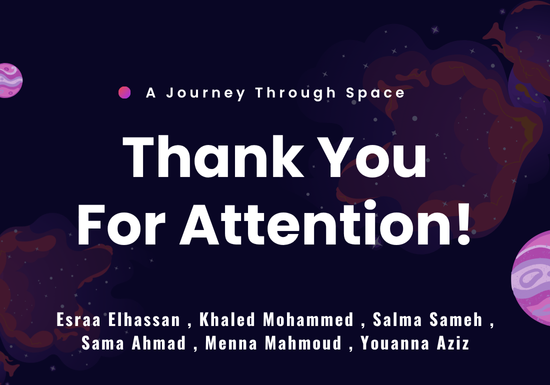 A Journey Through Space
Thank You
For Attention!
Esraa Elhassan , Khaled Mohammed , Salma Sameh ,
Sama Ahmad , Menna Mahmoud , Youanna Aziz